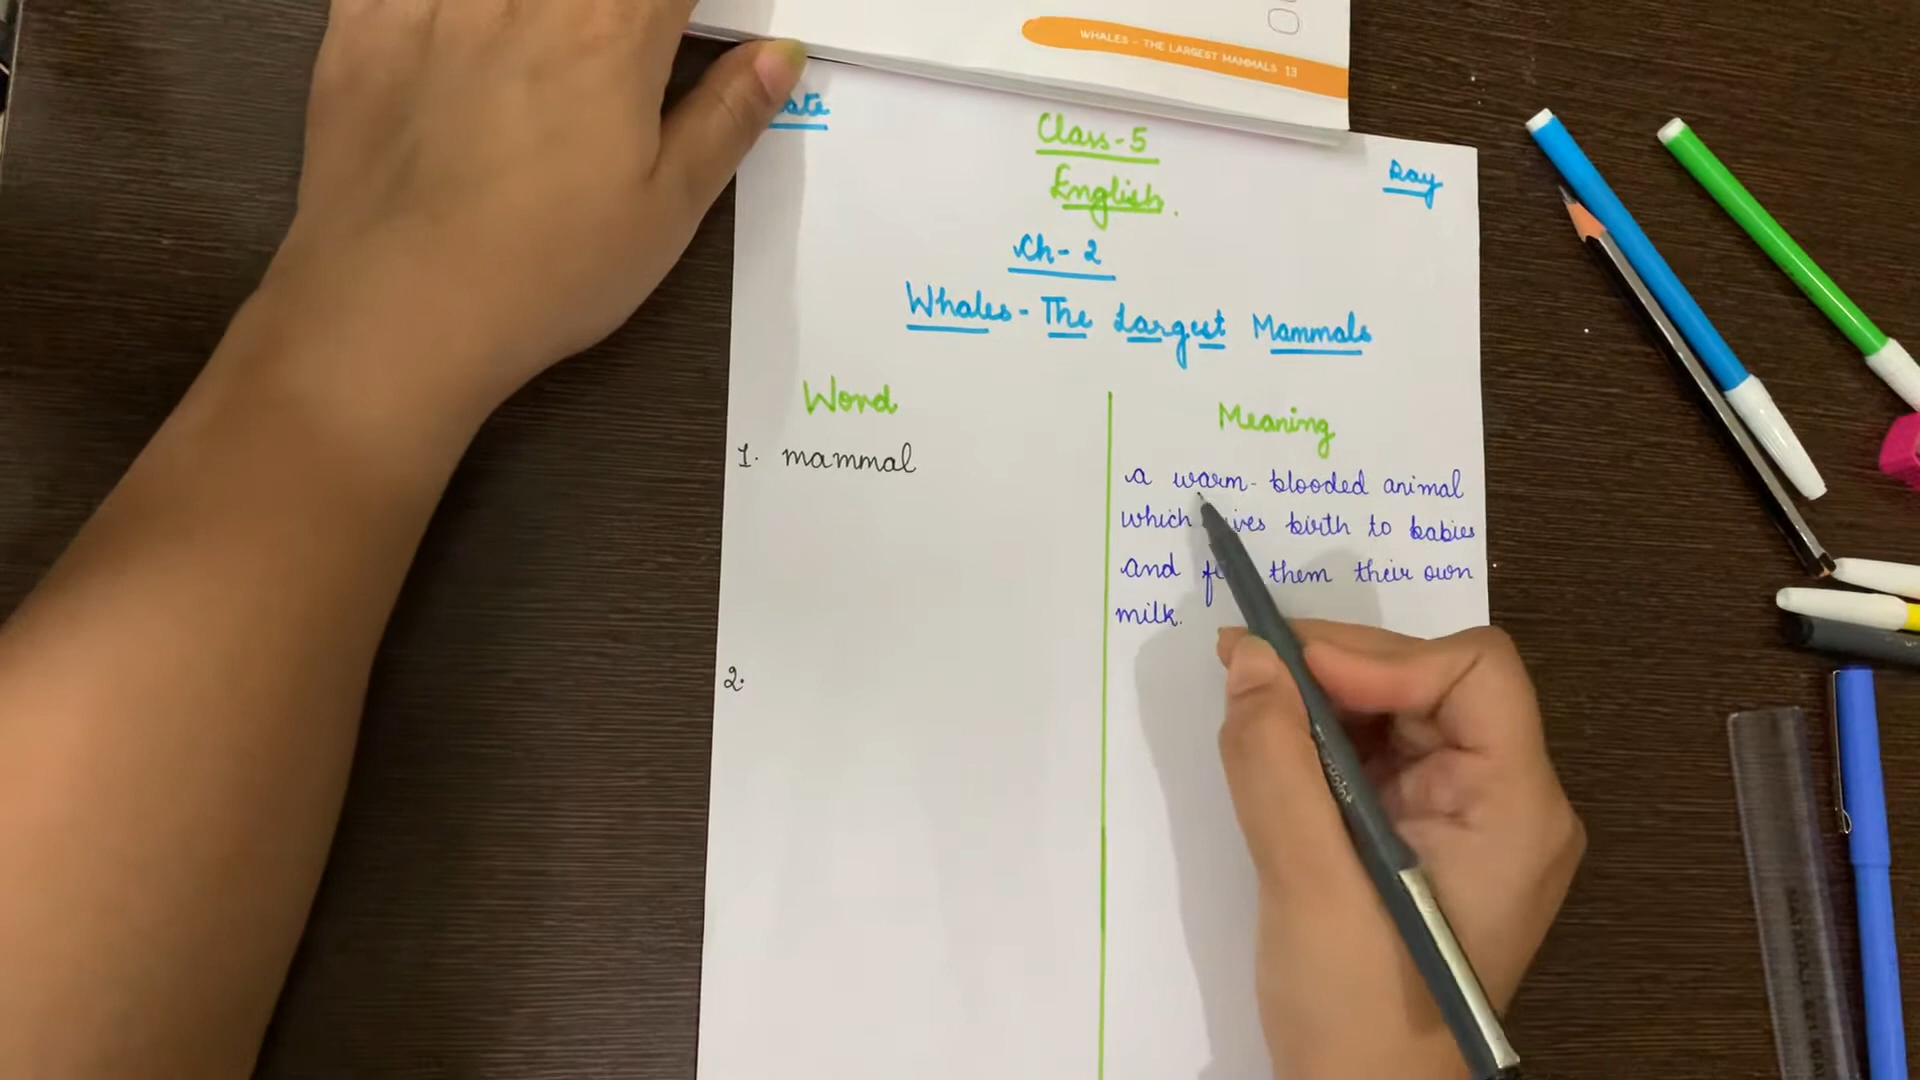 WHALES - THE LARGEST MAMMALS 13
Class-5
Day
English.
Ch-2
Whales-The Largest Mammals
Word
Meaning
1. mammal
a warm-blooded animal
which birth to babies
and them their own
milk.
2.